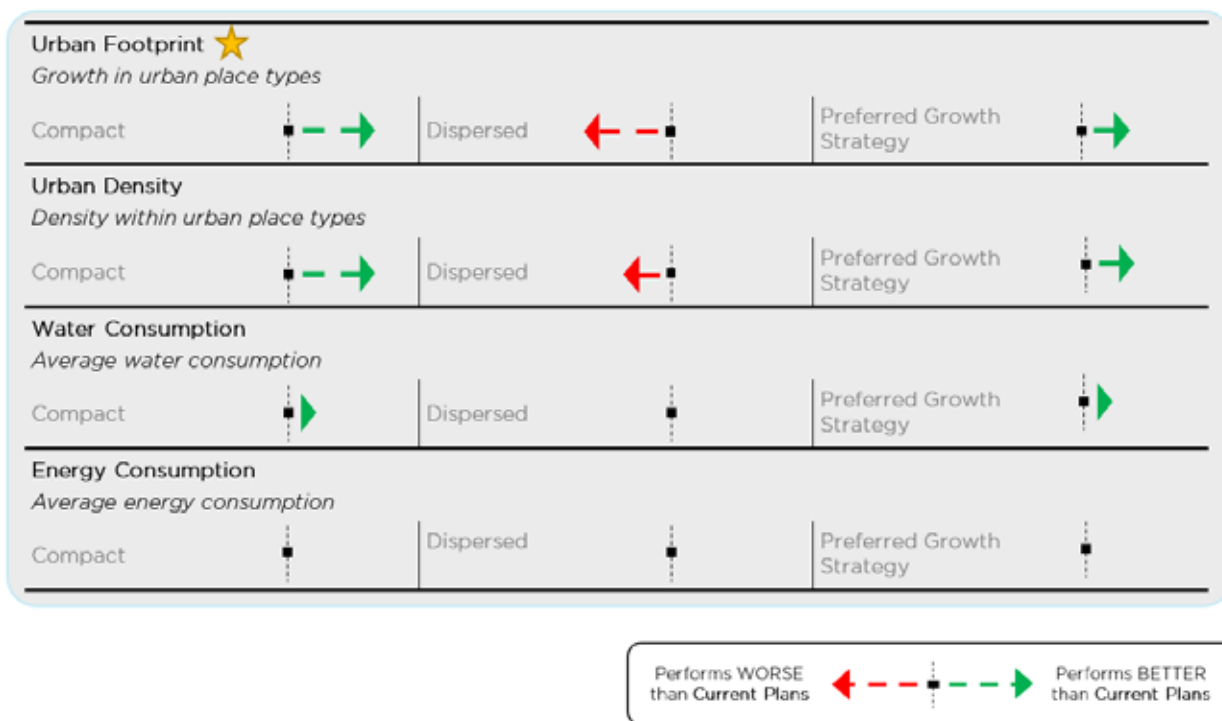 Urban Footprint
Growth in urban place types
Compact
Dispersed
Preferred Growth
Strategy
Urban Density
Density within urban place types
Compact
Dispersed
Preferred Growth
Strategy
Water Consumption
Average water consumption
Compact
Dispersed
Preferred Growth
Strategy
Energy Consumption
Average energy consumption
Compact
Dispersed
Preferred Growth
Strategy
Performs WORSE
than Current Plans
Performs BETTER
than Current Plans